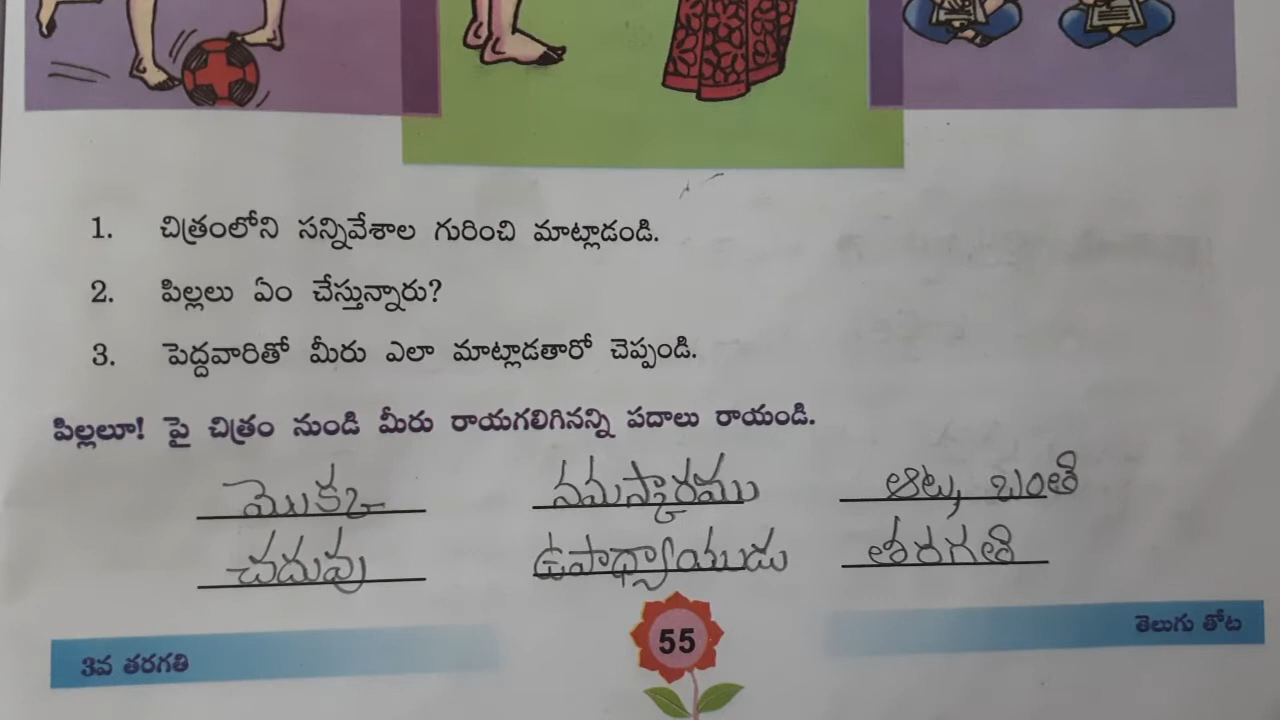 1. చిత్రంలోని సన్నివేశాల గురించి మాట్లాడండి.
2. పిల్లలు ఏం చేస్తున్నారు?
3. పెద్దవారితో మీరు ఎలా మాట్లాడతారో చెప్పండి.
పిల్లలూ! పై చిత్రం నుండి మీరు రాయగలిగినన్ని పదాలు రాయండి.
మొక్క నమస్కారము ఆట, బంతి
చదువు ఉపాధ్యాయుడు తరగతి
3వ తరగతి 55 తెలుగు తోట